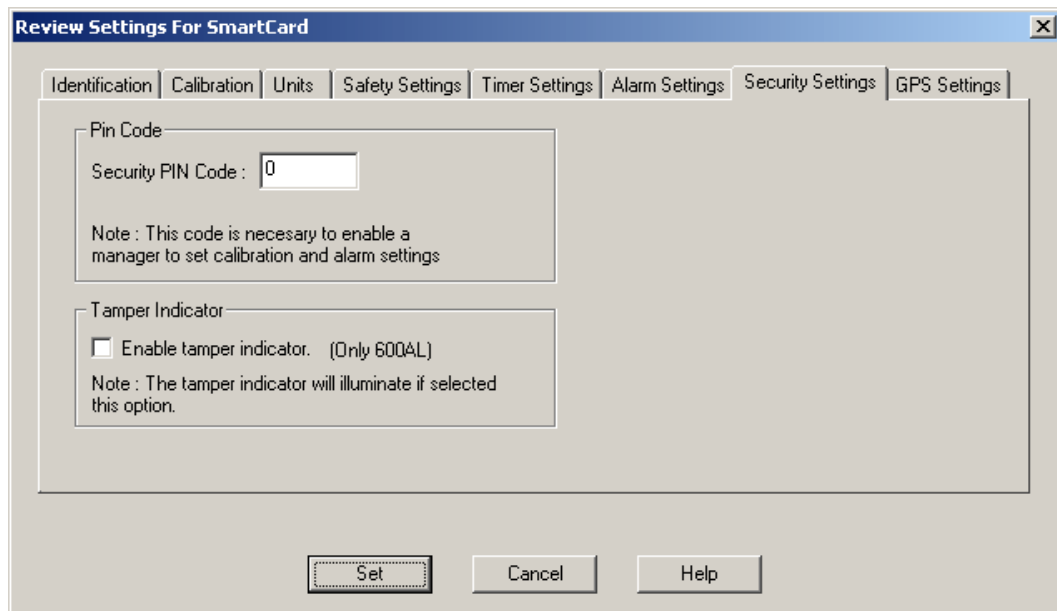 Review Settings For SmartCard
Identification
Calibration
Units
Safety Settings
Timer Settings
Alarm Settings
Security Settings
GPS Settings
Pin Code
Security PIN Code :
0
Note : This code is necesary to enable a
manager to set calibration and alarm settings
Tamper Indicator
Enable tamper indicator. (Only 600AL)
Note : The tamper indicator will illuminate if selected
this option.
Set
Cancel
Help